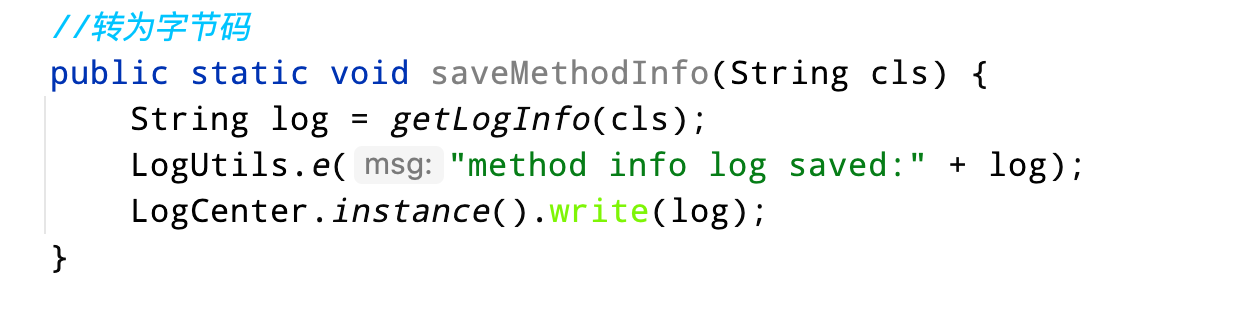 //转为字节码
public static void saveMethodInfo(String cls) {
    String log = getLogInfo(cls);
    LogUtils.e( msg: "method info log saved:" + log);
    LogCenter.instance().write(log);
}